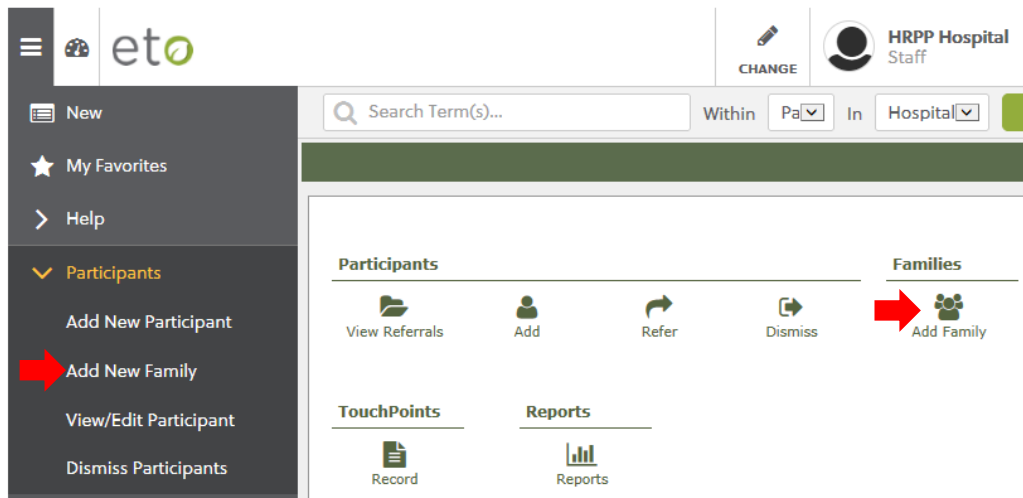 eto
CHANGE
HRPP Hospital
Staff
New
My Favorites
Help
Participants
Add New Participant
Add New Family
View/Edit Participant
Dismiss Participants
Search Term(s)...
Within Pa In Hospital
Participants
View Referrals Add Refer Dismiss
Families
Add Family
TouchPoints
Record
Reports
Reports